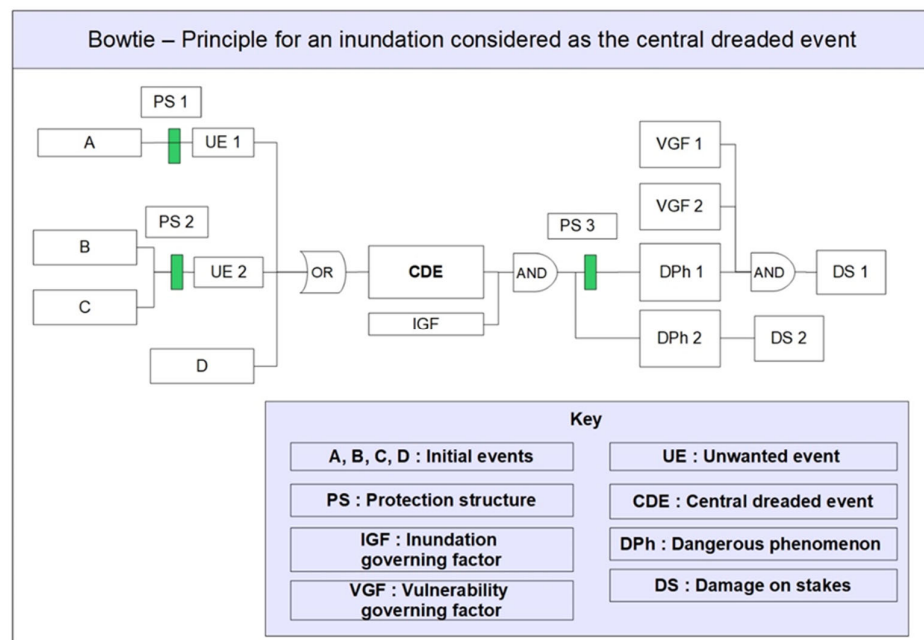 Bowtie – Principle for an inundation considered as the central dreaded event
PS 1
A
UE 1
PS 2
B
UE 2
C
D
OR
CDE
IGF
AND
PS 3
VGF 1
VGF 2
DPh 1
AND
DS 1
DPh 2
DS 2
Key
A, B, C, D : Initial events
PS : Protection structure
IGF : Inundation
governing factor
VGF : Vulnerability
governing factor
UE : Unwanted event
CDE : Central dreaded event
DPh : Dangerous phenomenon
DS : Damage on stakes